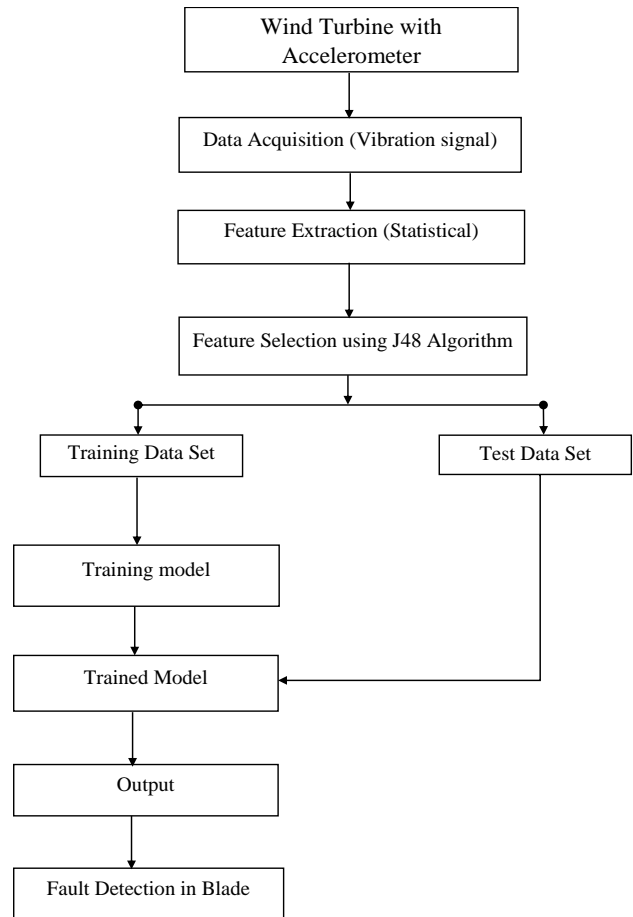 Wind Turbine with
Accelerometer
Data Acquisition (Vibration signal)
Feature Extraction (Statistical)
Feature Selection using J48 Algorithm
Training Data Set
Test Data Set
Training model
Trained Model
Output
Fault Detection in Blade